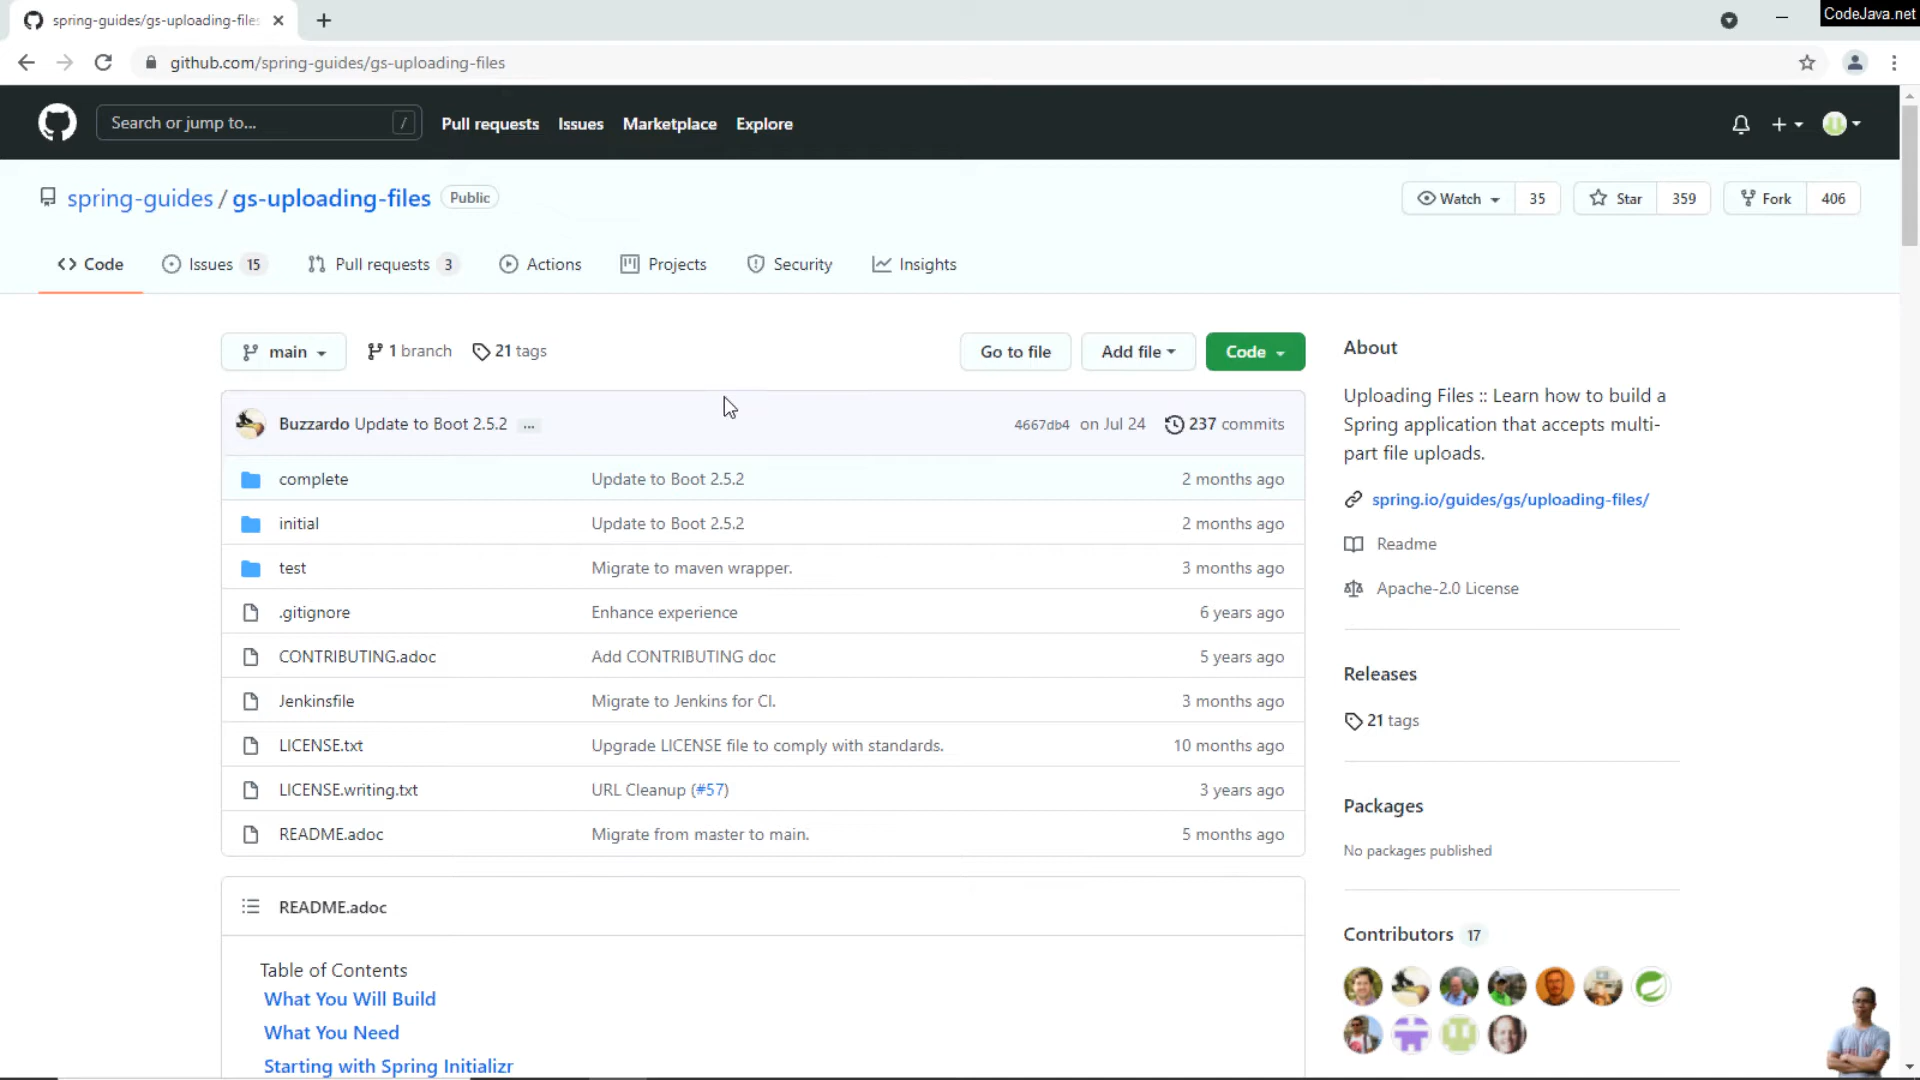 spring-guides/gs-uploading-files
CodeJava.net
github.com/spring-guides/gs-uploading-files
Search or jump to...
/
Pull requests
Issues
Marketplace
Explore
spring-guides / gs-uploading-files
Public
Watch
35
Star
359
Fork
406
Code
Issues 15
Pull requests 3
Actions
Projects
Security
Insights
main
1 branch
21 tags
Go to file
Add file
Code
Buzzardo Update to Boot 2.5.2 ...
4667db4 on Jul 24
237 commits
complete
Update to Boot 2.5.2
2 months ago
initial
Update to Boot 2.5.2
2 months ago
test
Migrate to maven wrapper.
3 months ago
.gitignore
Enhance experience
6 years ago
CONTRIBUTING.adoc
Add CONTRIBUTING doc
5 years ago
Jenkinsfile
Migrate to Jenkins for CI.
3 months ago
LICENSE.txt
Upgrade LICENSE file to comply with standards.
10 months ago
LICENSE.writing.txt
URL Cleanup (#57)
3 years ago
README.adoc
Migrate from master to main.
5 months ago
README.adoc
Table of Contents
What You Will Build
What You Need
Starting with Spring Initializr
About
Uploading Files :: Learn how to build a
Spring application that accepts multi-
part file uploads.
spring.io/guides/gs/uploading-files/
Readme
Apache-2.0 License
Releases
21 tags
Packages
No packages published
Contributors 17